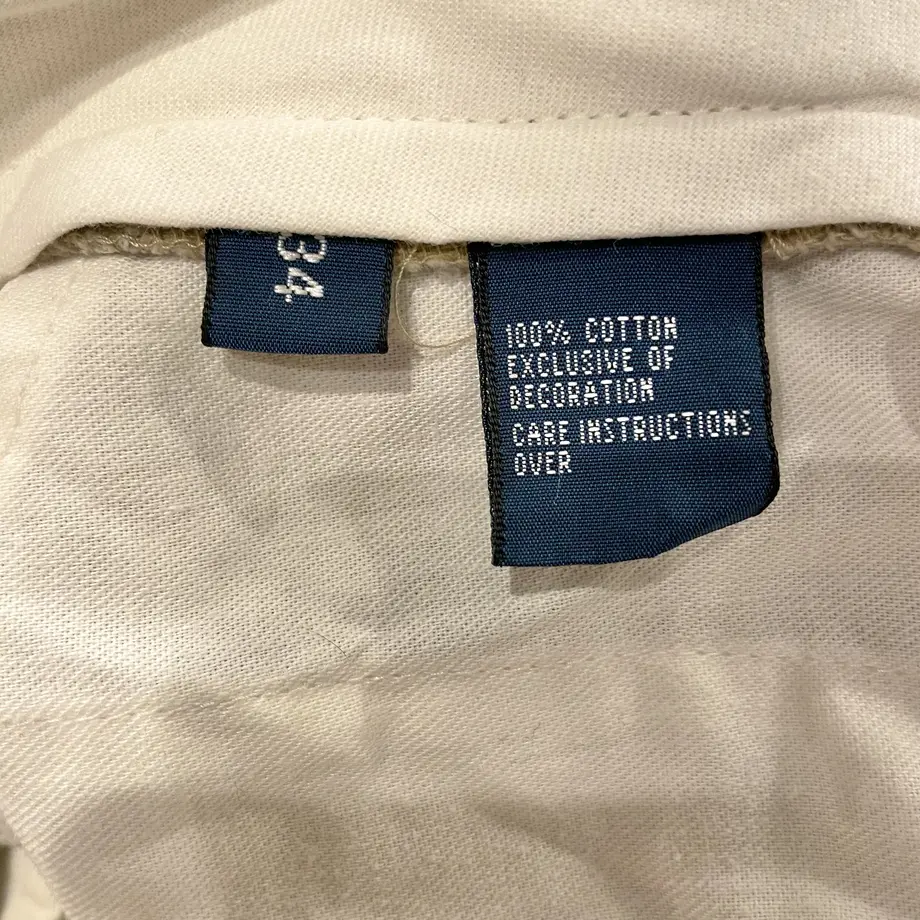 34
100% COTTON
EXCLUSIVE OF
DECORATION
CARE INSTRUCTIONS
OVER